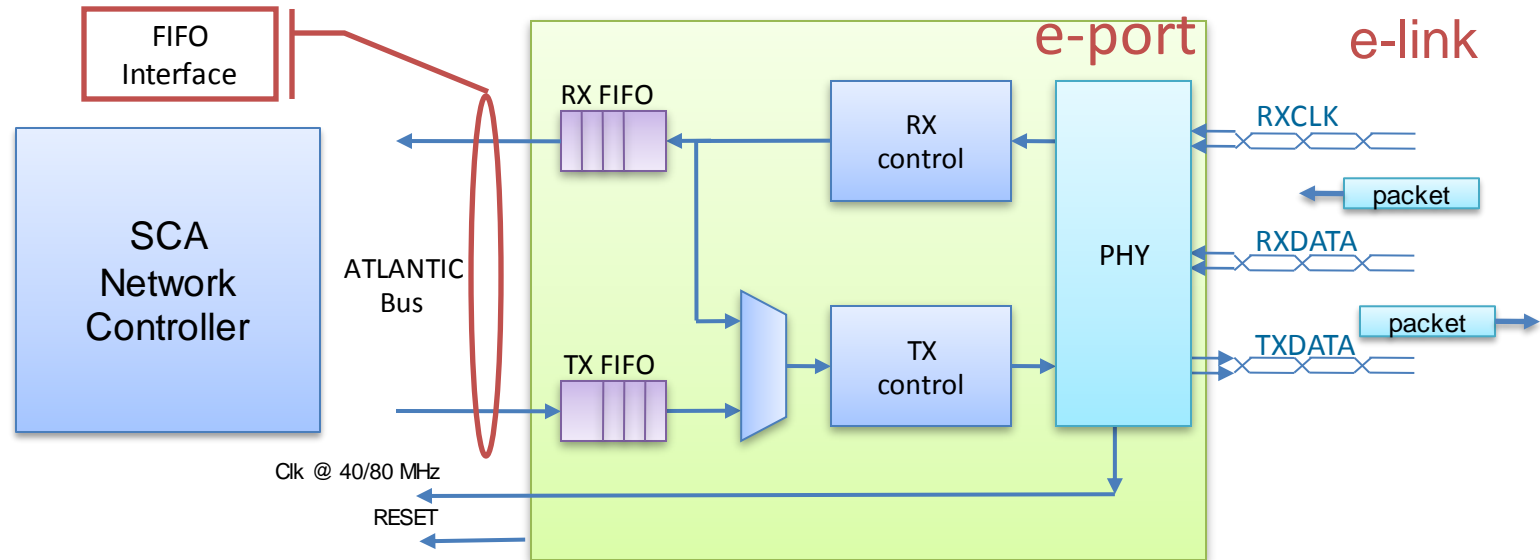 FIFO
Interface
e-port
e-link
RX FIFO
RX
control
RXCLK
packet
SCA
Network
Controller
ATLANTIC
Bus
PHY
RXDATA
packet
TX FIFO
TX
control
TXDATA
Clk @ 40/80 MHz
RESET